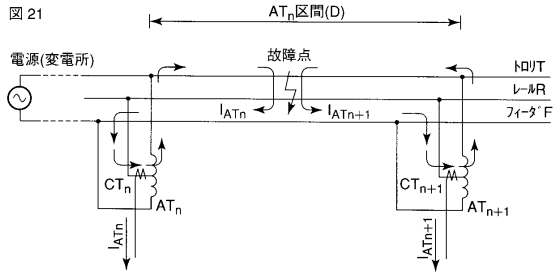 図 21
ATn区間(D)
電源(変電所)
故障点
トロリT
レールR
フィーダF
IATn
IATn+1
CTn
ATn
CTn+1
ATn+1
IATn
IATn+1